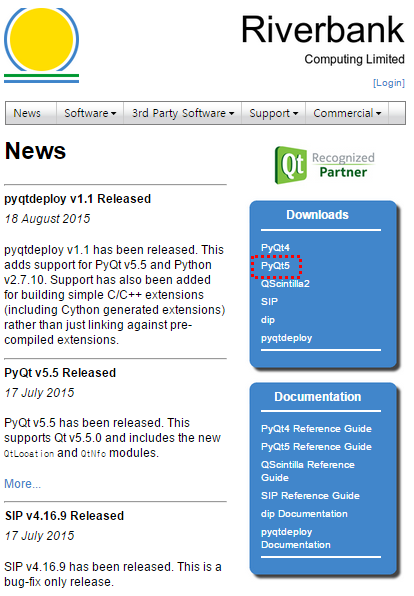 Riverbank
Computing Limited
[Login]
News
Software
3rd Party Software
Support
Commercial
News
pyqtdeploy v1.1 Released
18 August 2015
pyqtdeploy v1.1 has been released. This
adds support for PyQt v5.5 and Python
v2.7.10. Support has also been added
for building simple C/C++ extensions
(including Cython generated extensions)
rather than just linking against pre-
compiled extensions.
PyQt v5.5 Released
17 July 2015
PyQt v5.5 has been released. This
supports Qt v5.5.0 and includes the new
QtLocation and QtNfc modules.
More...
SIP v4.16.9 Released
17 July 2015
SIP v4.16.9 has been released. This is a
bug-fix only release.
Qt Recognized
Partner
Downloads
PyQt4
PyQt5
QScintilla2
SIP
dip
pyqtdeploy
Documentation
PyQt4 Reference Guide
PyQt5 Reference Guide
QScintilla Reference
Guide
SIP Reference Guide
dip Documentation
pyqtdeploy
Documentation